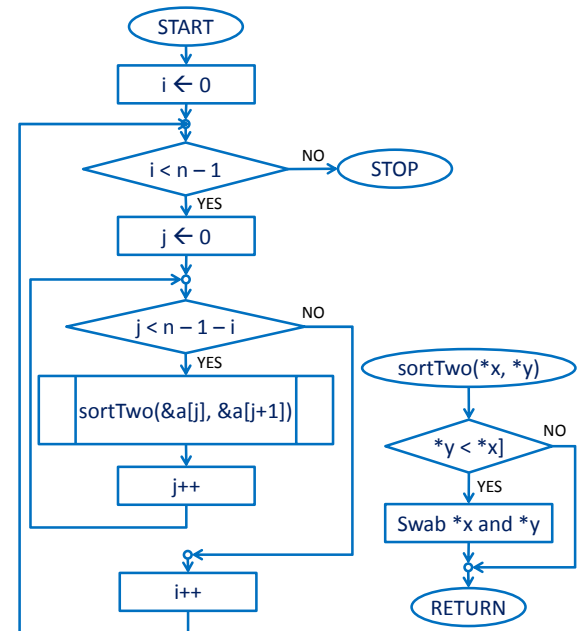 START
i ← 0
i < n – 1
NO
STOP
YES
j ← 0
j < n – 1 – i
NO
YES
sortTwo(&a[j], &a[j+1])
j++
i++
sortTwo(*x, *y)
*y < *x]
NO
YES
Swab *x and *y
RETURN